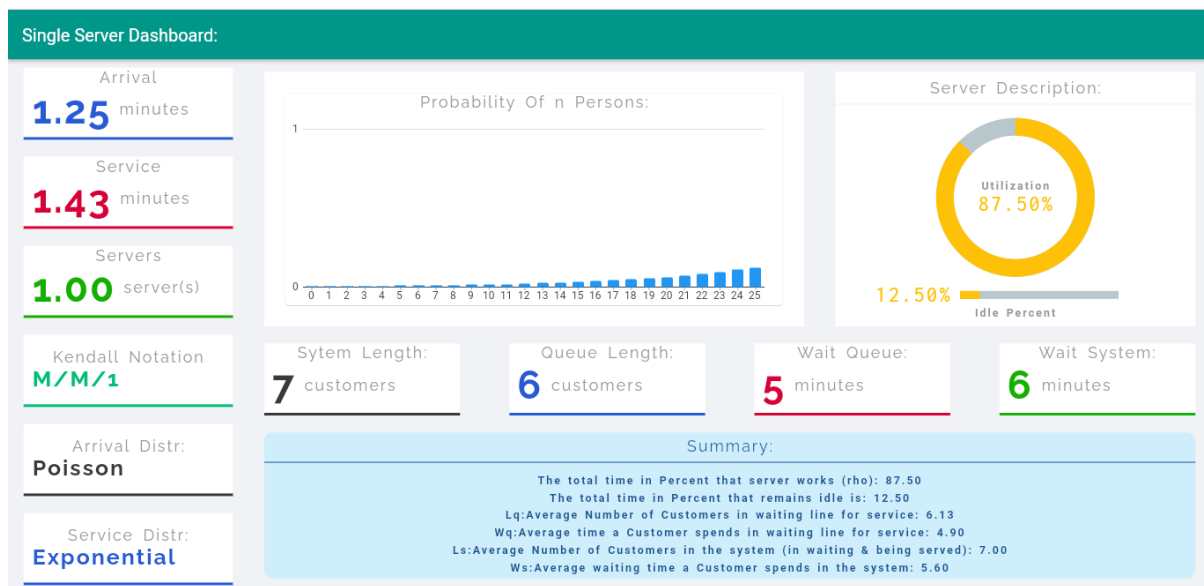 Single Server Dashboard:
Arrival
1.25 minutes
Service
1.43 minutes
Servers
1.00 server(s)
Kendall Notation
M/M/1
Arrival Distr:
Poisson
Service Distr:
Exponential
Probability Of n Persons:
1
0
0 1 2 3 4 5 6 7 8 9 10 11 12 13 14 15 16 17 18 19 20 21 22 23 24 25
Server Description:
Utilization
87.50%
12.50%
Idle Percent
Sytem Length:
7 customers
Queue Length:
6 customers
Wait Queue:
5 minutes
Wait System:
6 minutes
Summary:
The total time in Percent that server works (rho): 87.50
The total time in Percent that remains idle is: 12.50
Lq:Average Number of Customers in waiting line for service: 6.13
Wq:Average time a Customer spends in waiting line for service: 4.90
Ls:Average Number of Customers in the system (in waiting & being served): 7.00
Ws:Average waiting time a Customer spends in the system: 5.60